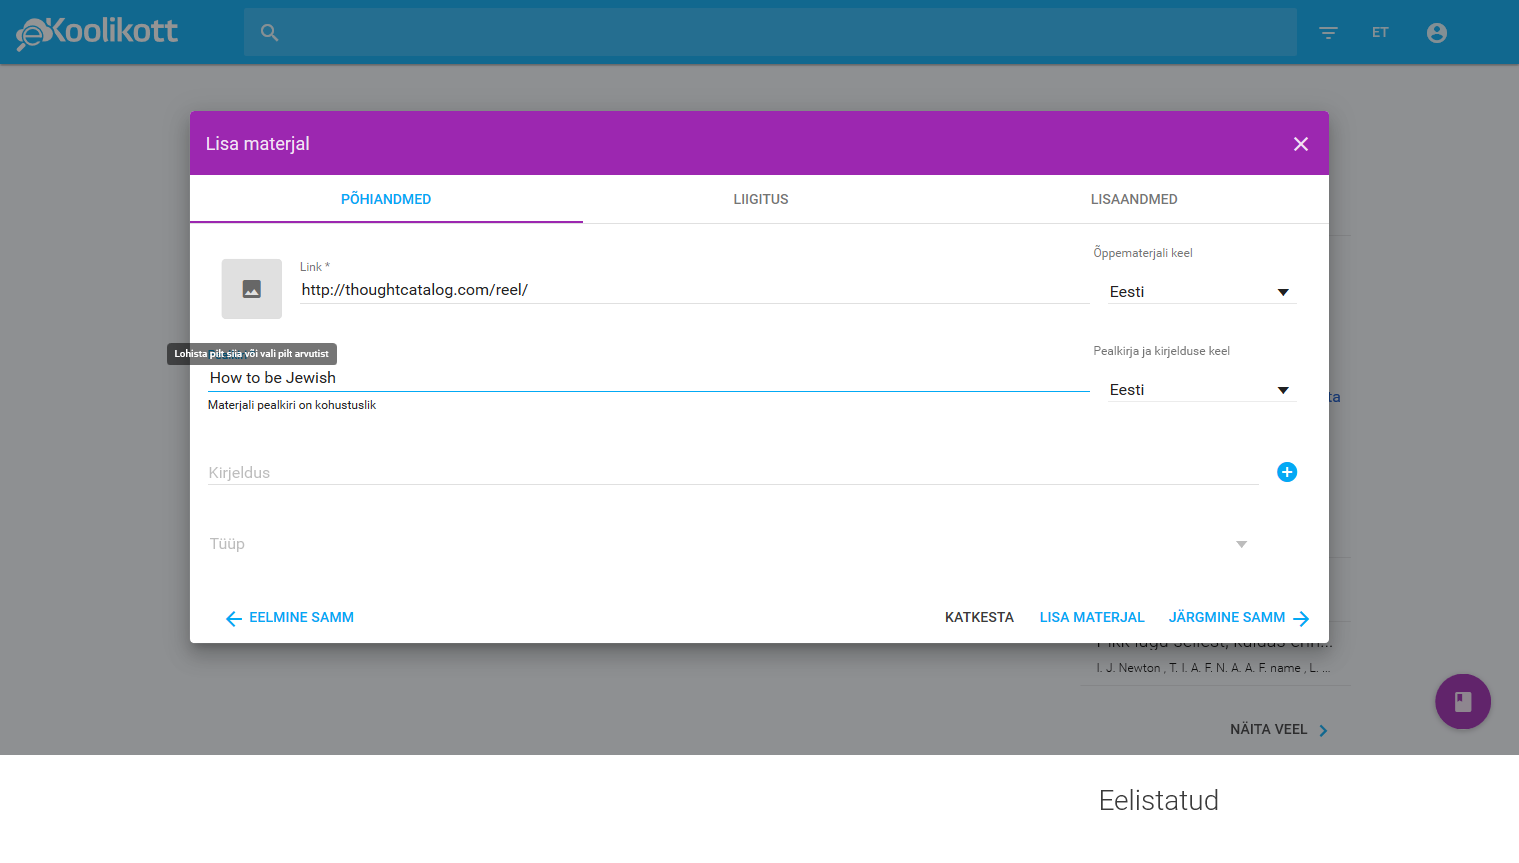 eKoolikott
ET
Lisa materjal
PÕHIANDMED
LIIGITUS
LISAANDMED
Link *
http://thoughtcatalog.com/reel/
Õppematerjali keel
Eesti
Lohista pilt siia või vali pilt arvutist
How to be Jewish
Materjali pealkiri on kohustuslik
Pealkirja ja kirjelduse keel
Eesti
ta
Kirjeldus
Tüüp
EELMINE SAMM
KATKESTA
LISA MATERJAL
JÄRGMINE SAMM
I. J. Newton , T. I. A. F. N. A. A. F. name , L. ...
NÄITA VEEL
Eelistatud